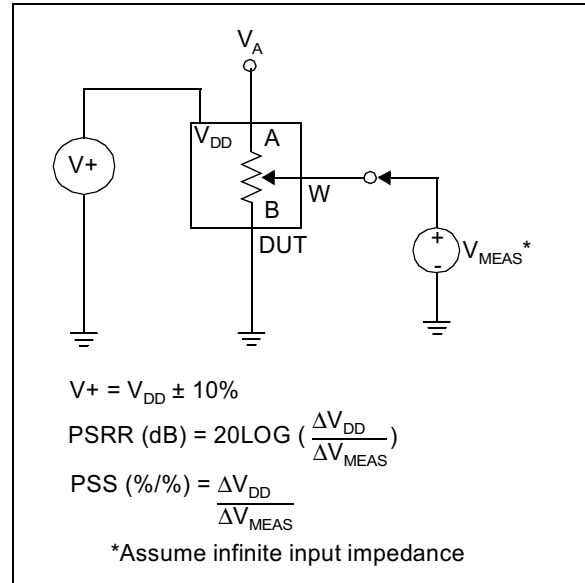 V_A
V_DD
A
V+
W
B
DUT
+
-
V_MEAS*
V+ = V_DD ± 10%
PSRR (dB) = 20LOG ( ΔV_DD / ΔV_MEAS )
PSS (%/%) = ΔV_DD / ΔV_MEAS
*Assume infinite input impedance